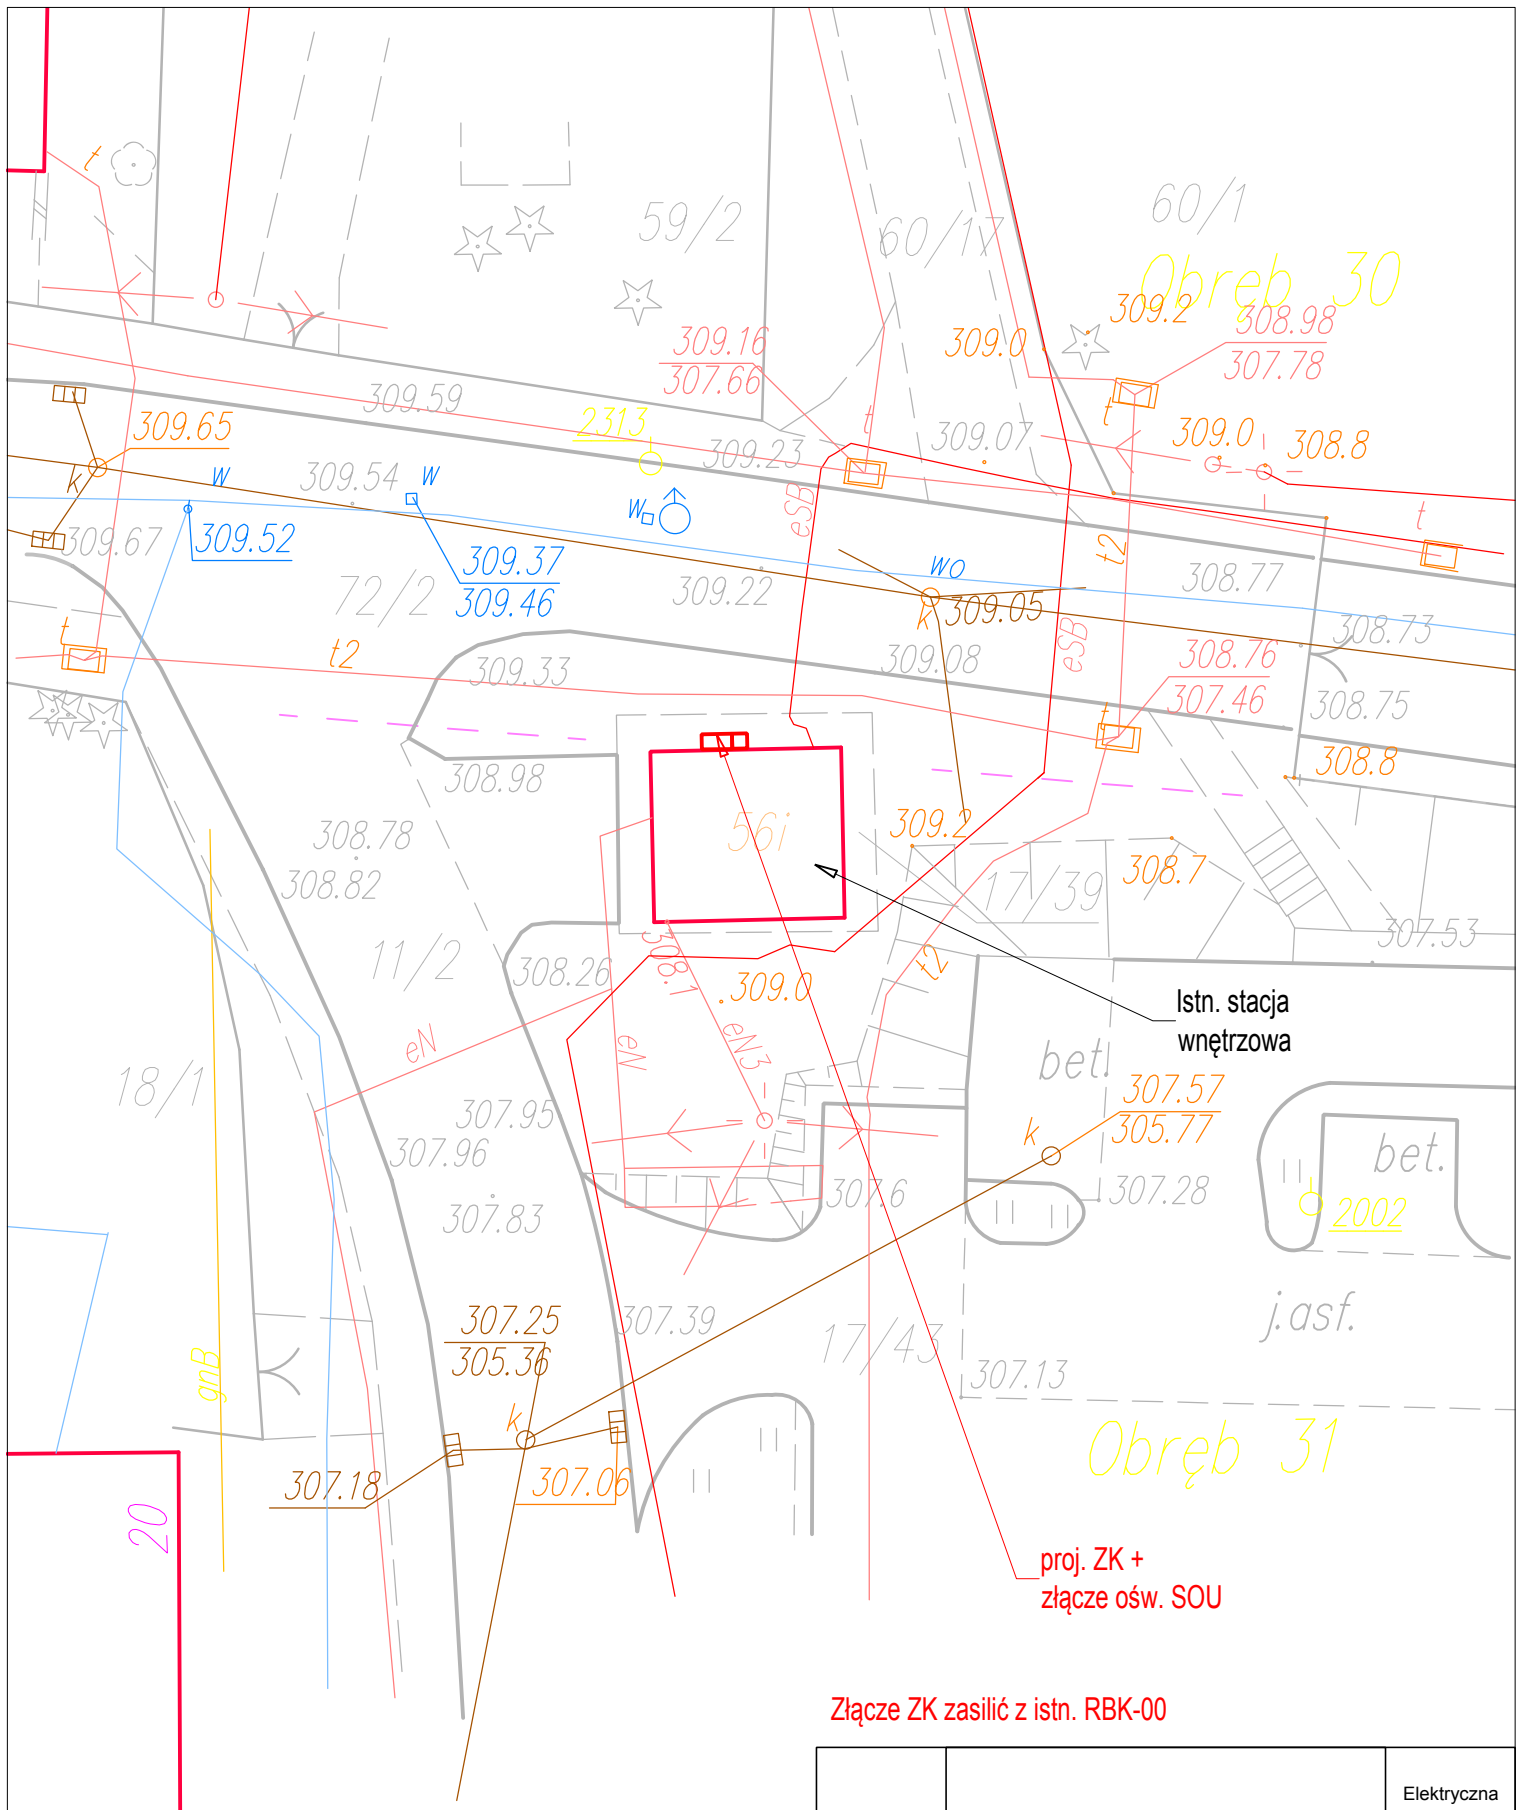 t
59/2
60/17
60/1
Obręb 30
309.2
308.98
307.78
309.16
307.66
309.0
309.59
309.65
2313
309.23
t
309.07
t
309.0
308.8
k
w
309.54
w
w
eSB
t
309.67
309.52
309.37
309.46
72/2
309.22
wo
t2
308.77
k
309.05
308.73
t
t2
309.33
309.08
eSB
308.76
307.46
308.75
t
308.8
308.98
308.78
56i
309.2
308.82
308.7
17/39
11/2
308.26
308.1
309.0
t2
307.53
Istn. stacja
wnętrzowa
eN
eN
eN3
bet.
18/1
307.95
307.57
305.77
k
bet.
307.96
307.83
307.6
307.28
2002
307.25
305.36
307.39
17/43
j.asf.
gnB
307.13
k
Obręb 31
307.18
307.06
20
proj. ZK +
złącze ośw. SOU
Złącze ZK zasilić z istn. RBK-00
Elektryczna